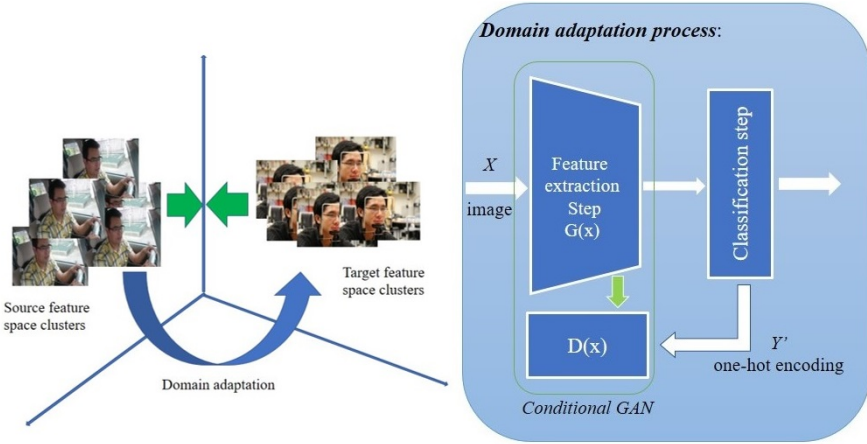 Source feature
space clusters
Target feature
space clusters
Domain adaptation
Domain adaptation process:
X
image
Feature
extraction
Step
G(x)
Classification step
D(x)
Y'
one-hot encoding
Conditional GAN